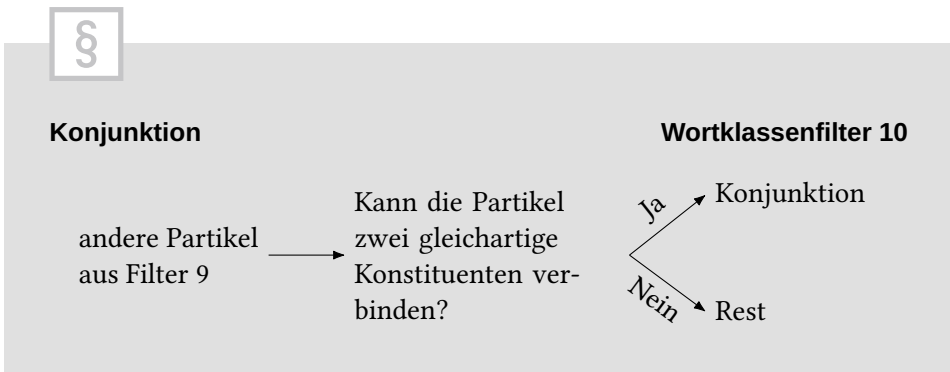 §
Konjunktion
Wortklassenfilter 10
andere Partikel
aus Filter 9
Kann die Partikel
zwei gleichartige
Konstituenten ver-
binden?
Ja
Konjunktion
Nein
Rest